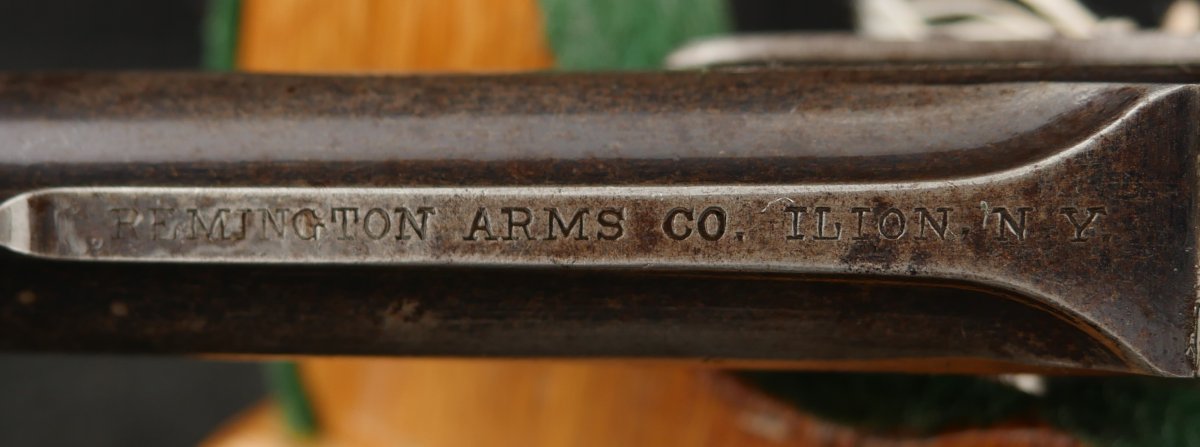 REMINGTON ARMS CO. ILION. N Y.